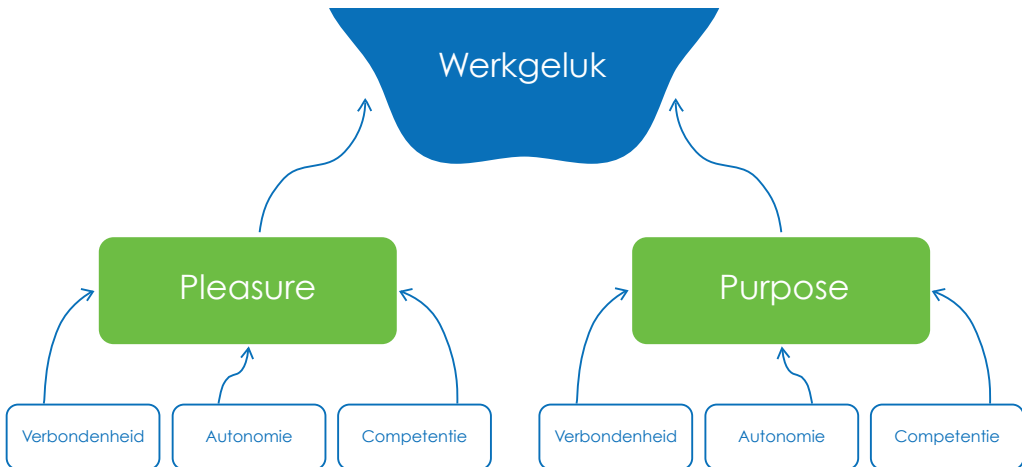 Werkgeluk
Pleasure
Purpose
Verbondenheid
Autonomie
Competentie
Verbondenheid
Autonomie
Competentie